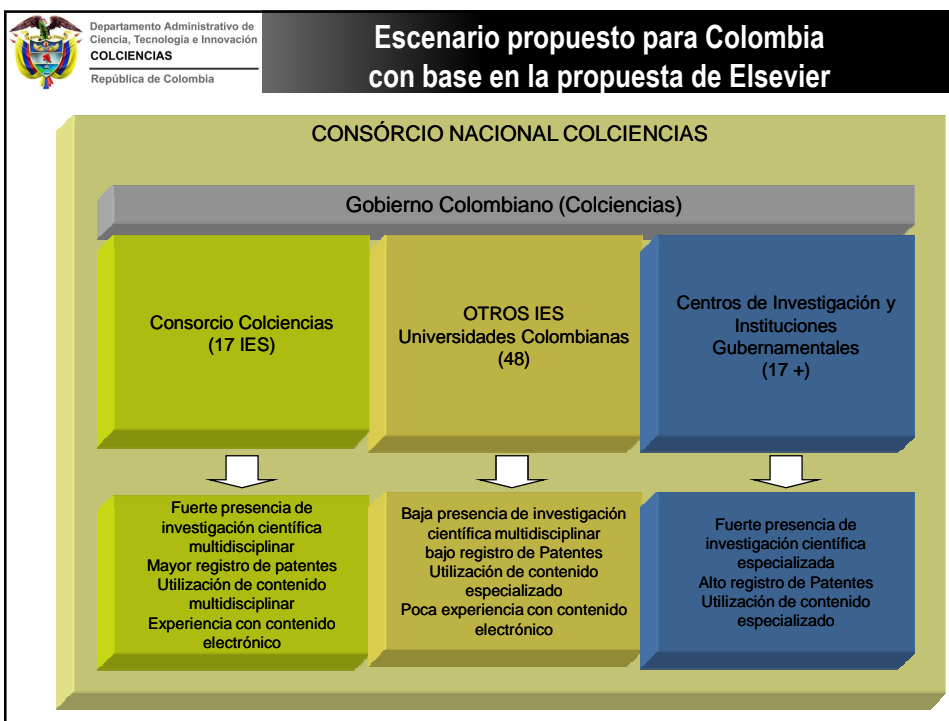 Departamento Administrativo de
Ciencia, Tecnología e Innovación
COLCIENCIAS
República de Colombia
Escenario propuesto para Colombia
con base en la propuesta de Elsevier
CONSÓRCIO NACIONAL COLCIENCIAS
Gobierno Colombiano (Colciencias)
Consorcio Colciencias
(17 IES)
OTROS IES
Universidades Colombianas
(48)
Centros de Investigación y
Instituciones
Gubernamentales
(17 +)
Fuerte presencia de
investigación científica
multidisciplinar
Mayor registro de patentes
Utilización de contenido
multidisciplinar
Experiencia con contenido
electrónico
Baja presencia de investigación
científica multidisciplinar
bajo registro de Patentes
Utilización de contenido
especializado
Poca experiencia con contenido
electrónico
Fuerte presencia de
investigación científica
especializada
Alto registro de Patentes
Utilización de contenido
especializado